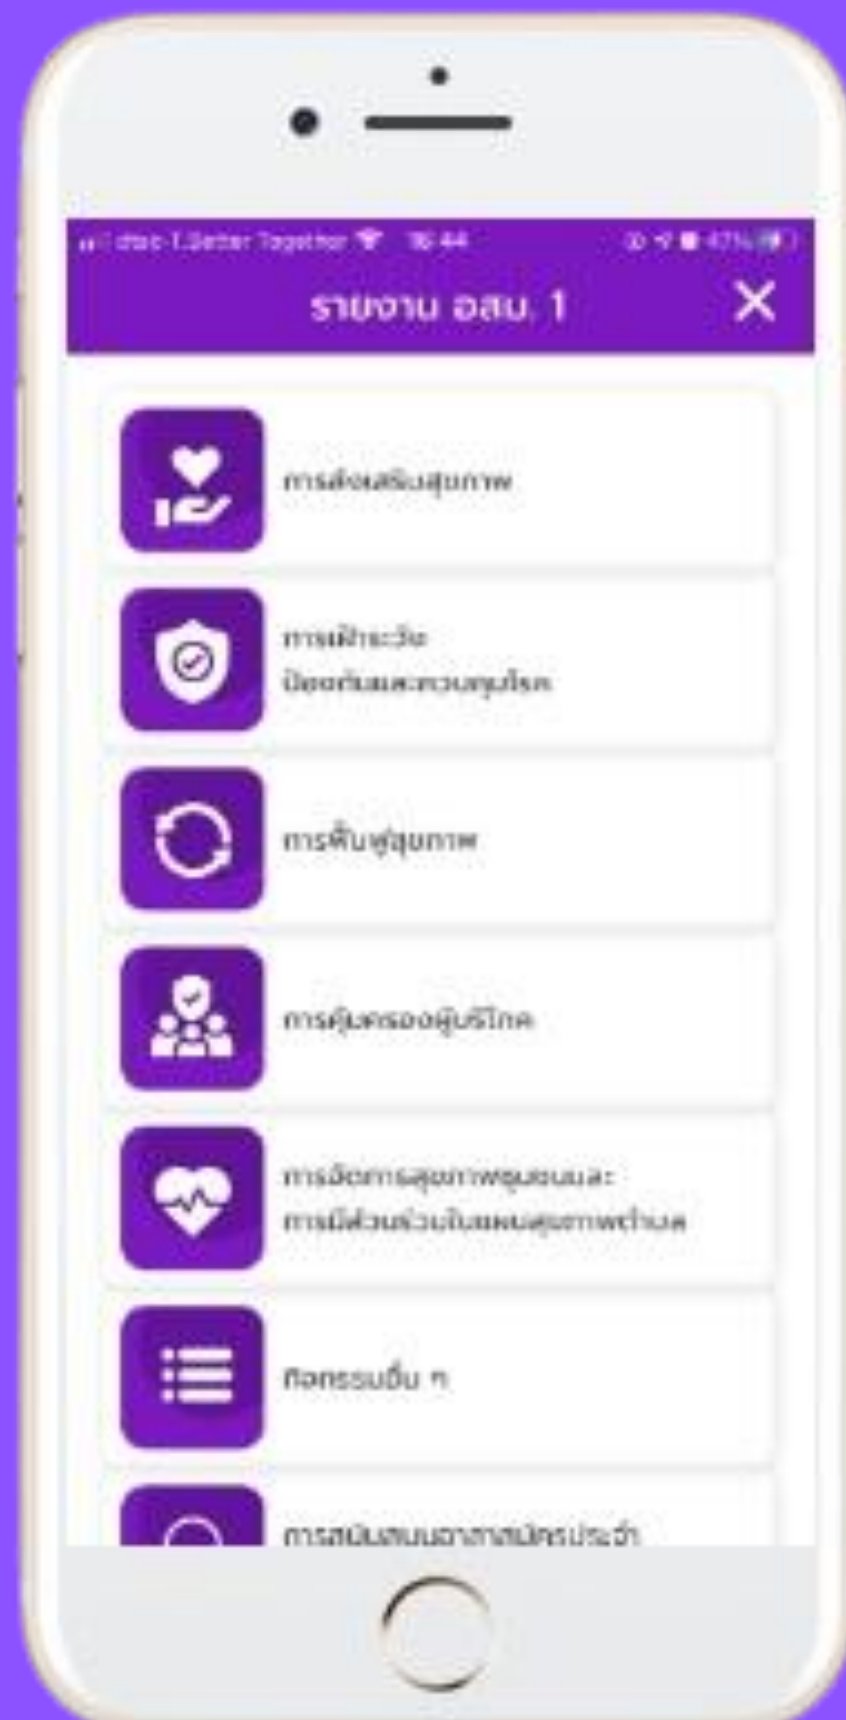 dtac-T.Better Together 16:44 47%
รายงาน อสม. 1
การส่งเสริมสุขภาพ
การเฝ้าระวัง
ป้องกันและควบคุมโรค
การฟื้นฟูสุขภาพ
การคุ้มครองผู้บริโภค
การจัดการสุขภาพชุมชนและ
การมีส่วนร่วมในแผนสุขภาพตำบล
กิจกรรมอื่น ๆ
การสนับสนุนอาสาสมัครประจำ